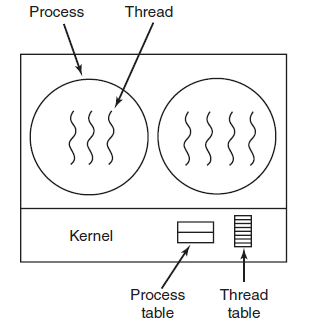 Process
Thread
Kernel
Process
table
Thread
table